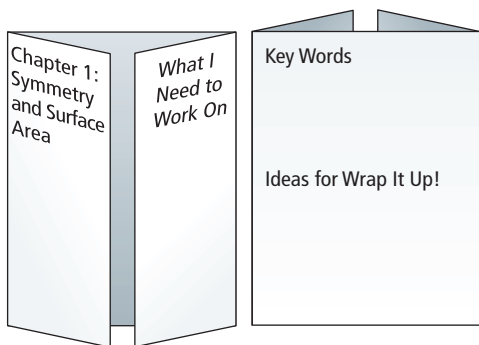 Chapter 1:
Symmetry
and Surface
Area
What I
Need to
Work On
Key Words
Ideas for Wrap It Up!